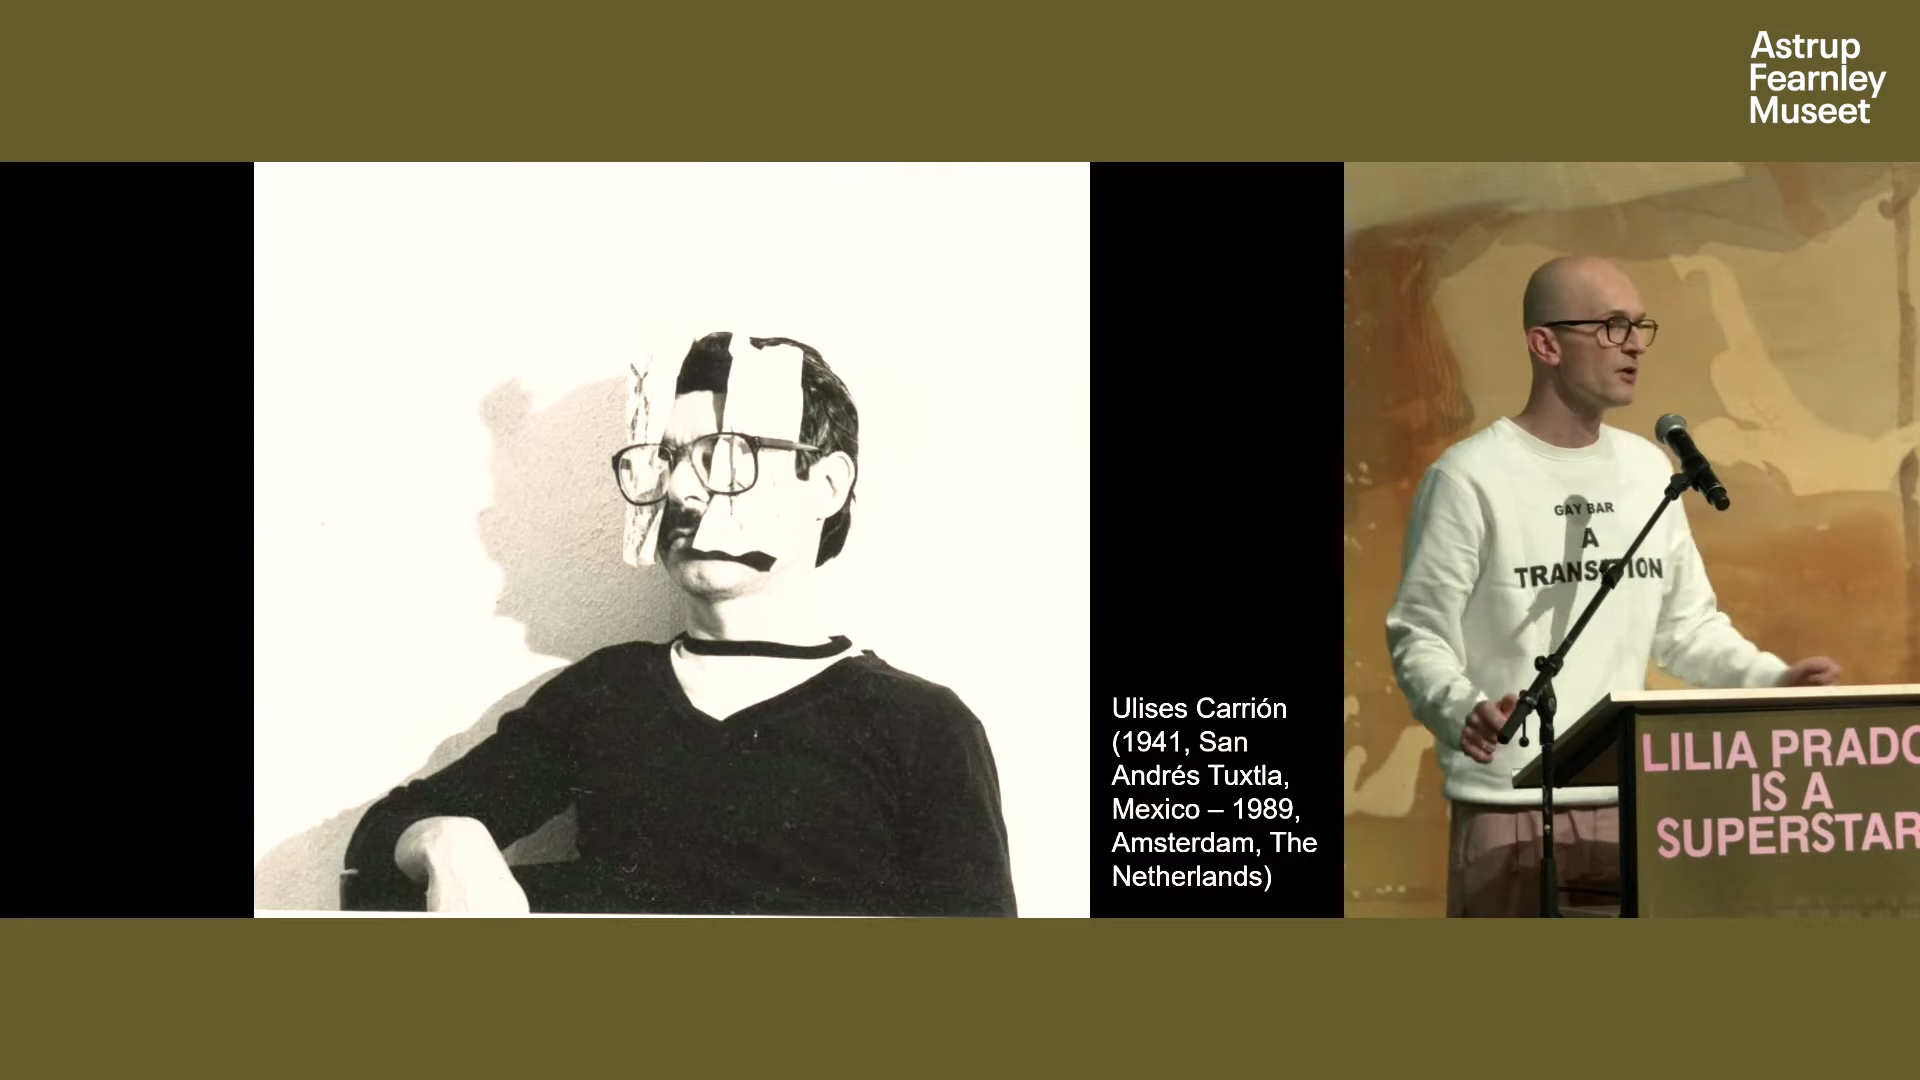 Astrup
Fearnley
Museet
Ulises Carrión
(1941, San
Andrés Tuxtla,
Mexico – 1989,
Amsterdam, The
Netherlands)
GAY BAR
A
LILIA PRADO
IS A
SUPERSTAR